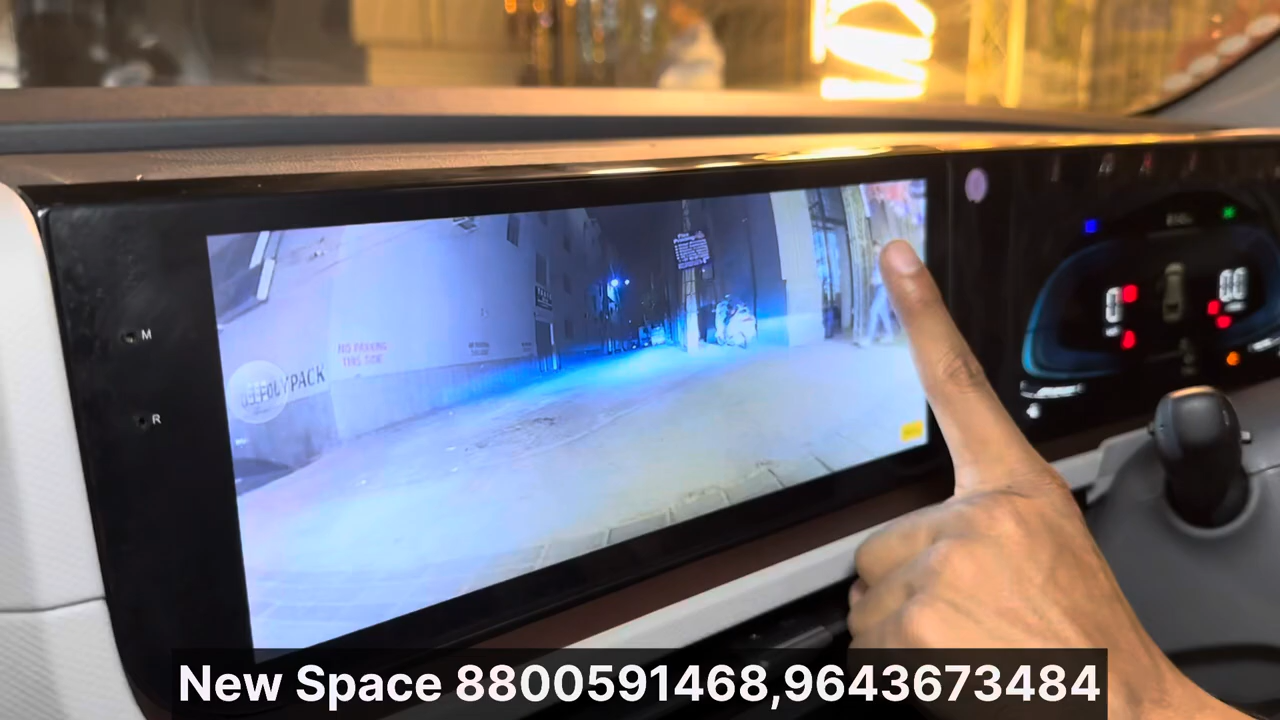 M
R
POLYPACK
NO PARKING
THIS SIDE
New Space 8800591468,9643673484